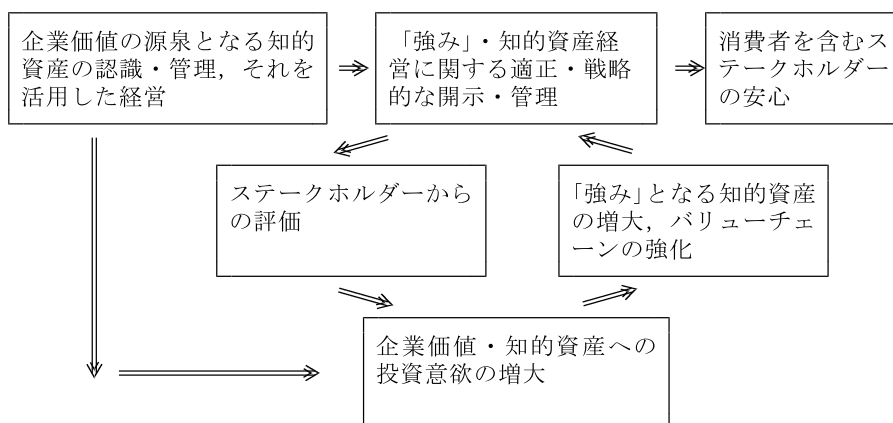 企業価値の源泉となる知的
資産の認識・管理，それを
活用した経営
「強み」・知的資産経
営に関する適正・戦略
的な開示・管理
消費者を含むス
テークホルダー
の安心
ステークホルダーから
の評価
「強み」となる知的資産
の増大，バリューチェ
ーンの強化
企業価値・知的資産への
投資意欲の増大